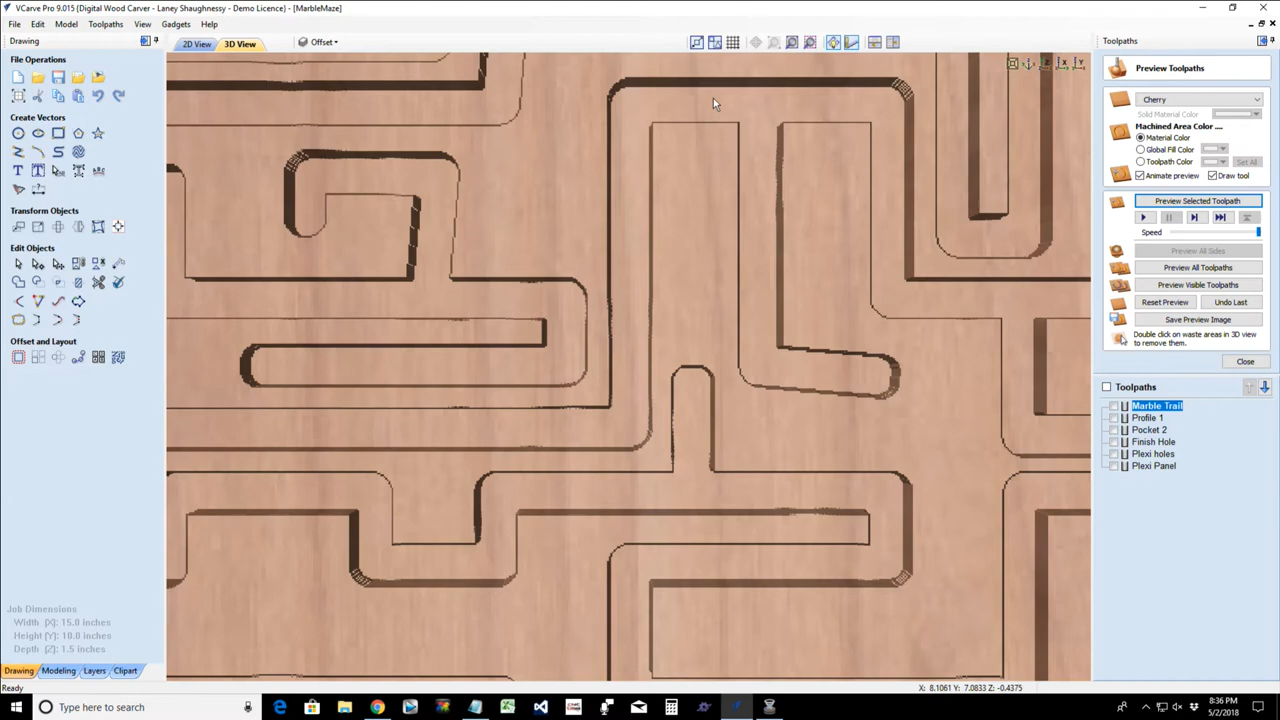 VCarve Pro 9.015 {Digital Wood Carver - Laney Shaughnessy - Demo Licence} - [MarbleMaze]
File Edit Model Toolpaths View Gadgets Help
Drawing
2D View
3D View
Offset
Toolpaths
File Operations
Create Vectors
Transform Objects
Edit Objects
Offset and Layout
Job Dimensions
Width (X): 15.0 inches
Height (Y): 10.0 inches
Depth (Z): 1.5 inches
Drawing Modeling Layers Clipart
Ready
X: 8.1061 Y: 7.0833 Z: -0.4375
Preview Toolpaths
Cherry
Solid Material Color
Machined Area Color ....
Material Color
Global Fill Color
Toolpath Color
Set All
Animate preview
Draw tool
Preview Selected Toolpath
Speed
Preview All Sides
Preview All Toolpaths
Preview Visible Toolpaths
Reset Preview
Undo Last
Save Preview Image
Double click on waste areas in 3D view
to remove them.
Close
Toolpaths
Marble Trail
Profile 1
Pocket 2
Finish Hole
Plexi holes
Plexi Panel
Type here to search
8:36 PM
5/2/2018